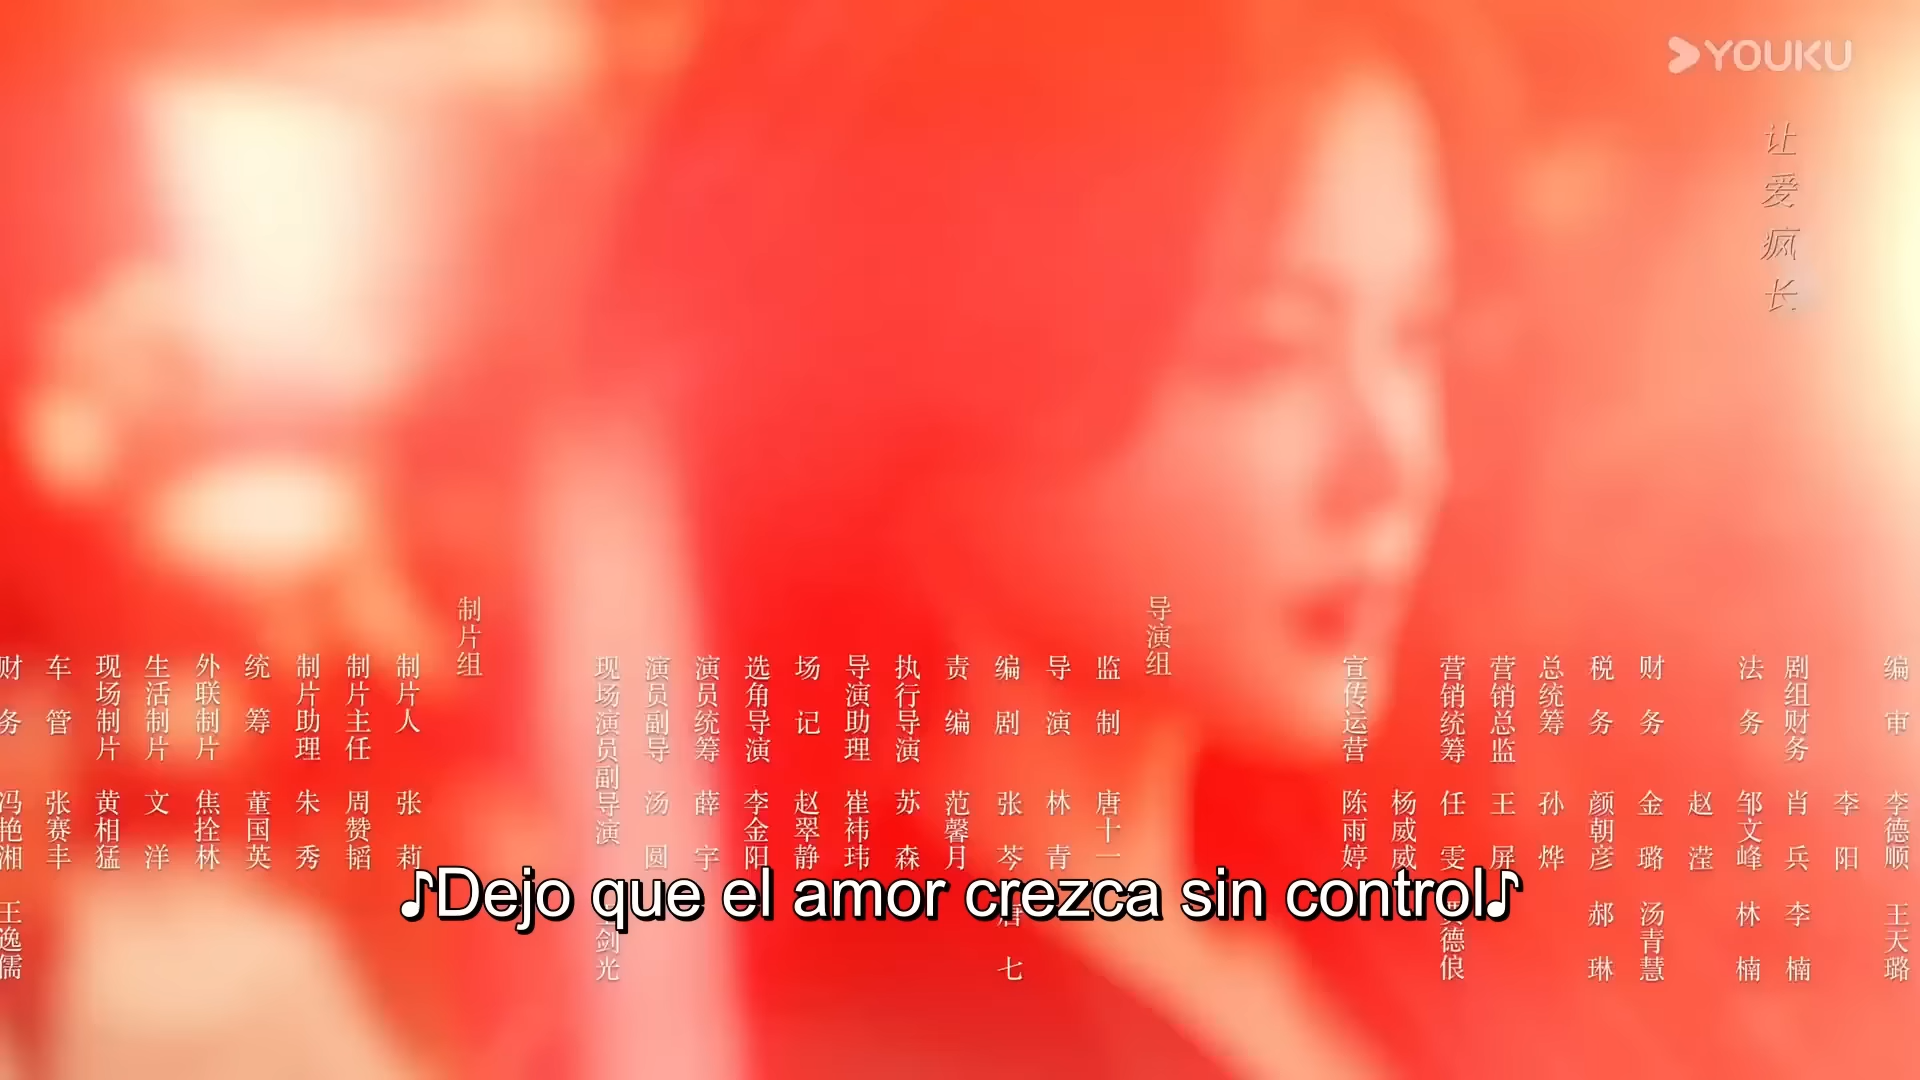 YOUKU
让爱疯长
编审 李德顺 王天璐
李阳
剧组财务 肖兵 李楠
法务 邹文峰 林楠
赵滢
财务 金璐 汤青慧
税务 颜朝彦 郝琳
总统筹 孙烨
营销总监 王屏
营销统筹 任雯
杨威威
宣传运营 陈雨婷
导演组
监制 唐十一
导演 林青
编剧 张芩 唐七
责编 范馨月
执行导演 苏森
导演助理 崔祎玮
场记 赵翠静
选角导演 李金阳
演员统筹 薛宇
演员副导 汤圆
现场演员副导演 剑光
制片组
制片人 张莉
制片主任 周赞韬
制片助理 朱秀
统筹 董国英
外联制片 焦拴林
生活制片 文洋
现场制片 黄相猛
车管 张赛丰
财务 冯艳湘 王逸儒
♪Dejo que el amor crezca sin control♪